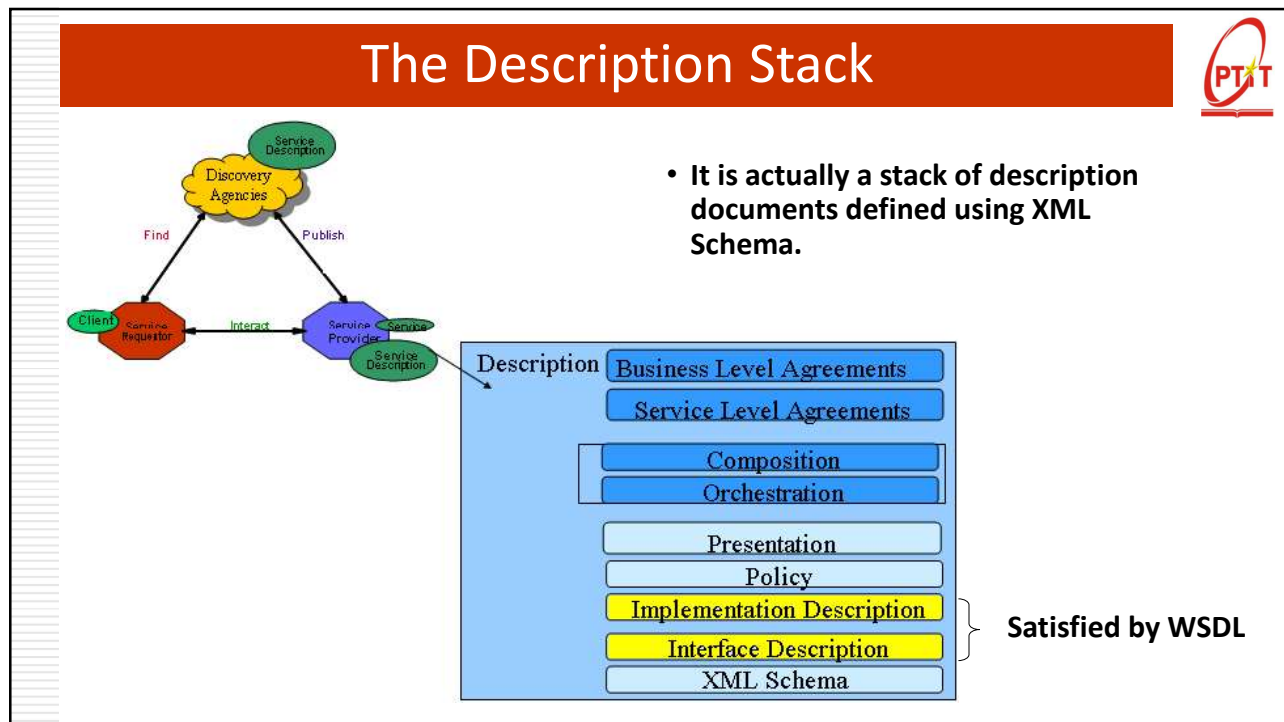 The Description Stack
PTIT
Service
Description
Discovery
Agencies
Find
Publish
Client
Service
Requestor
Interact
Service
Provider
Service
Service
Description
• It is actually a stack of description
documents defined using XML
Schema.
Description
Business Level Agreements
Service Level Agreements
Composition
Orchestration
Presentation
Policy
Implementation Description
Interface Description
XML Schema
Satisfied by WSDL